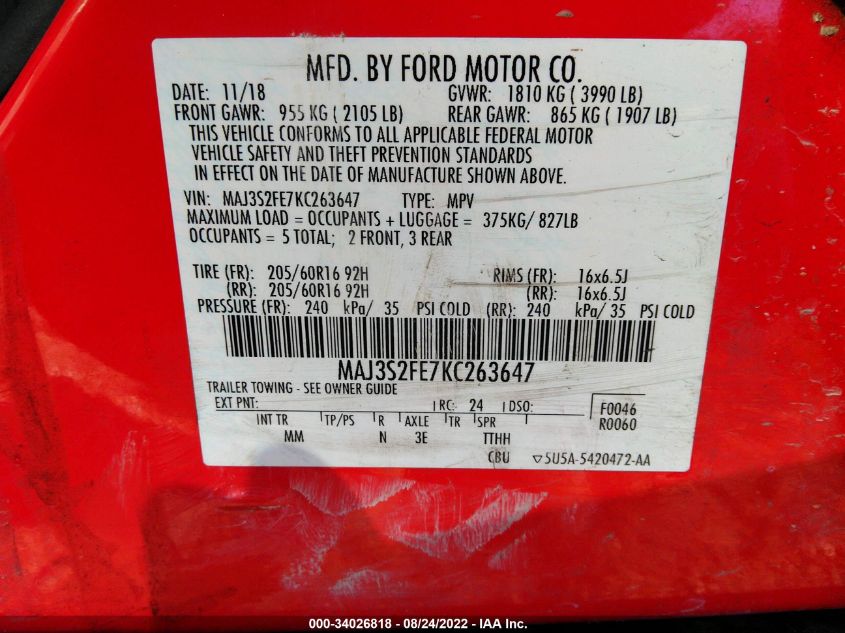 MFD. BY FORD MOTOR CO.
DATE: 11/18 GVWR: 1810 KG ( 3990 LB)
FRONT GAWR: 955 KG ( 2105 LB) REAR GAWR: 865 KG ( 1907 LB)
THIS VEHICLE CONFORMS TO ALL APPLICABLE FEDERAL MOTOR
VEHICLE SAFETY AND THEFT PREVENTION STANDARDS
IN EFFECT ON THE DATE OF MANUFACTURE SHOWN ABOVE.
VIN: MAJ3S2FE7KC263647 TYPE: MPV
MAXIMUM LOAD = OCCUPANTS + LUGGAGE = 375KG/ 827LB
OCCUPANTS = 5 TOTAL; 2 FRONT, 3 REAR
TIRE (FR): 205/60R16 92H RIMS (FR): 16x6.5J
(RR): 205/60R16 92H (RR): 16x6.5J
PRESSURE (FR): 240 kPa/ 35 PSI COLD (RR): 240 kPa/ 35 PSI COLD
MAJ3S2FE7KC263647
TRAILER TOWING - SEE OWNER GUIDE
EXT PNT: RC: 24 DSO: F0046
R0060
INT TR TP/PS R AXLE TR SPR
MM N 3E TTHH
CBU ▽5U5A-5420472-AA
000-34026818 - 08/24/2022 - IAA Inc.